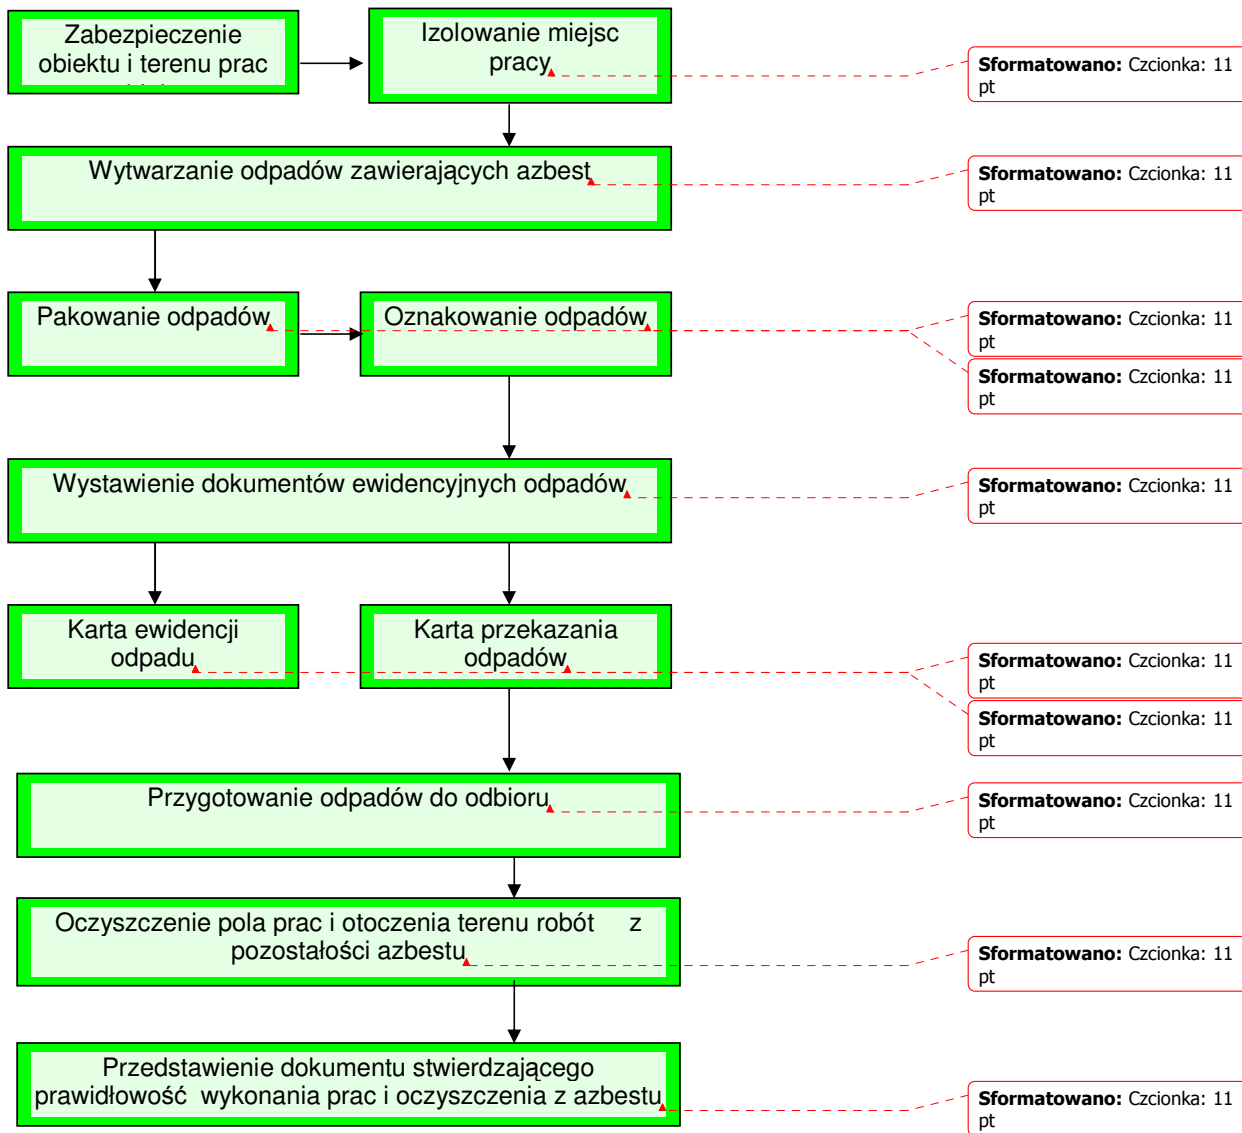 Zabezpieczenie
obiektu i terenu prac
Izolowanie miejsc
pracy
Sformatowano: Czcionka: 11
pt
Wytwarzanie odpadów zawierających azbest
Sformatowano: Czcionka: 11
pt
Pakowanie odpadów
Oznakowanie odpadów
Sformatowano: Czcionka: 11
pt
Sformatowano: Czcionka: 11
pt
Wystawienie dokumentów ewidencyjnych odpadów
Sformatowano: Czcionka: 11
pt
Karta ewidencji
odpadu
Karta przekazania
odpadów
Sformatowano: Czcionka: 11
pt
Sformatowano: Czcionka: 11
pt
Przygotowanie odpadów do odbioru
Sformatowano: Czcionka: 11
pt
Oczyszczenie pola prac i otoczenia terenu robót z
pozostałości azbestu
Sformatowano: Czcionka: 11
pt
Przedstawienie dokumentu stwierdzającego
prawidłowość wykonania prac i oczyszczenia z azbestu
Sformatowano: Czcionka: 11
pt